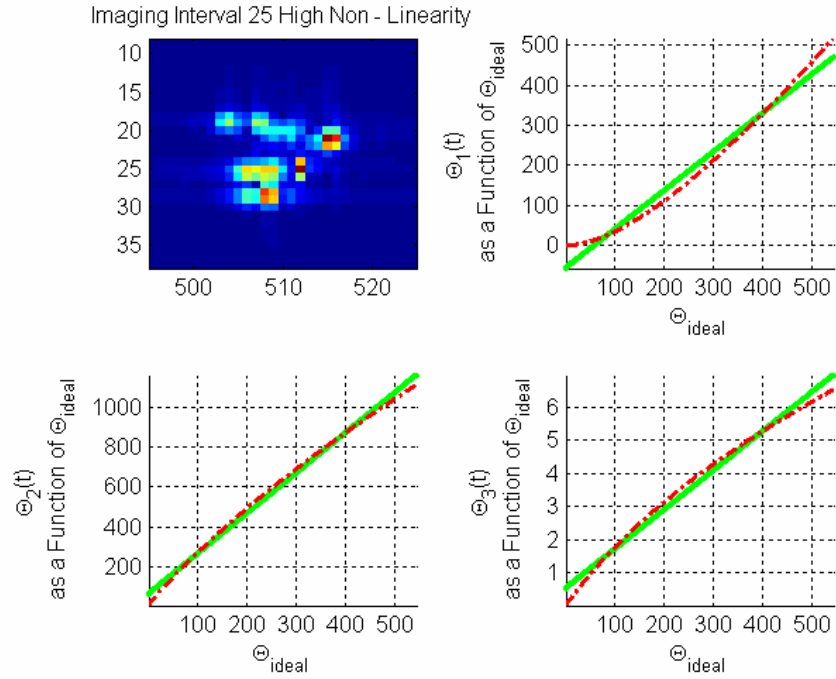 Imaging Interval 25 High Non - Linearity
10
15
20
25
30
35
500 510 520
500
400
300
200
100
0
Θ1(t)
as a Function of Θideal
100 200 300 400 500
Θideal
1000
800
600
400
200
Θ2(t)
as a Function of Θideal
100 200 300 400 500
Θideal
6
5
4
3
2
1
Θ3(t)
as a Function of Θideal
100 200 300 400 500
Θideal